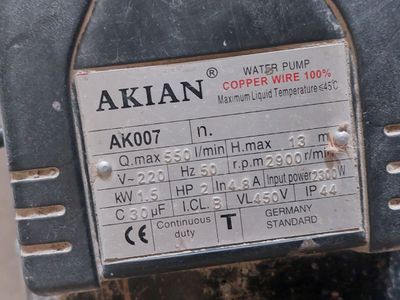 AKIAN ®
WATER PUMP
COPPER WIRE 100%
Maximum Liquid Temperature ≤45℃
AK007 n.
Q.max 550 l/min H.max 13 m
V~ 220 Hz 50 r.p.m 2900 r/min
kW 1.5 HP 2 In 4.8 A Input power 2300W
C 30 µF I.CL. B VL 450 V IP 44
CE Continuous duty T GERMANY STANDARD